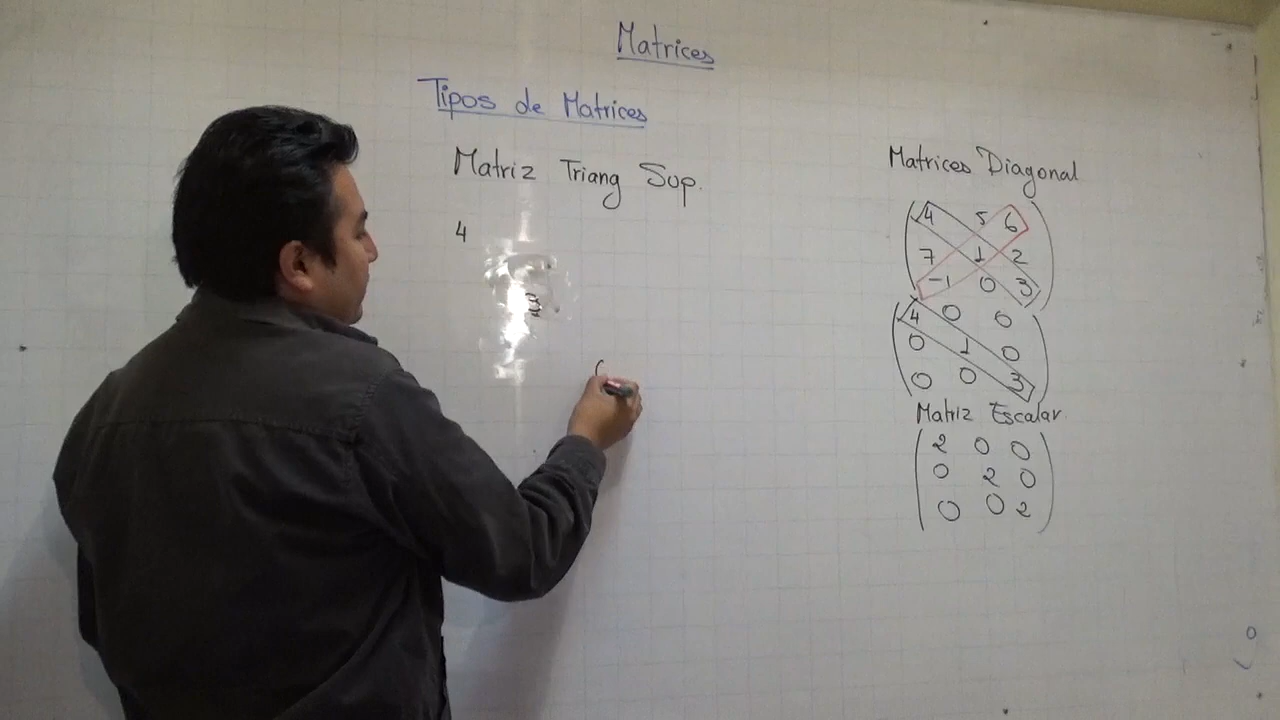 Matrices
Tipos de Matrices
Matriz Triang Sup.
4
3
Matrices Diagonal
4 5 6
7 1 2
-1 0 3
4 0 0
0 1 0
0 0 3
Matriz Escalar
2 0 0
0 2 0
0 0 2